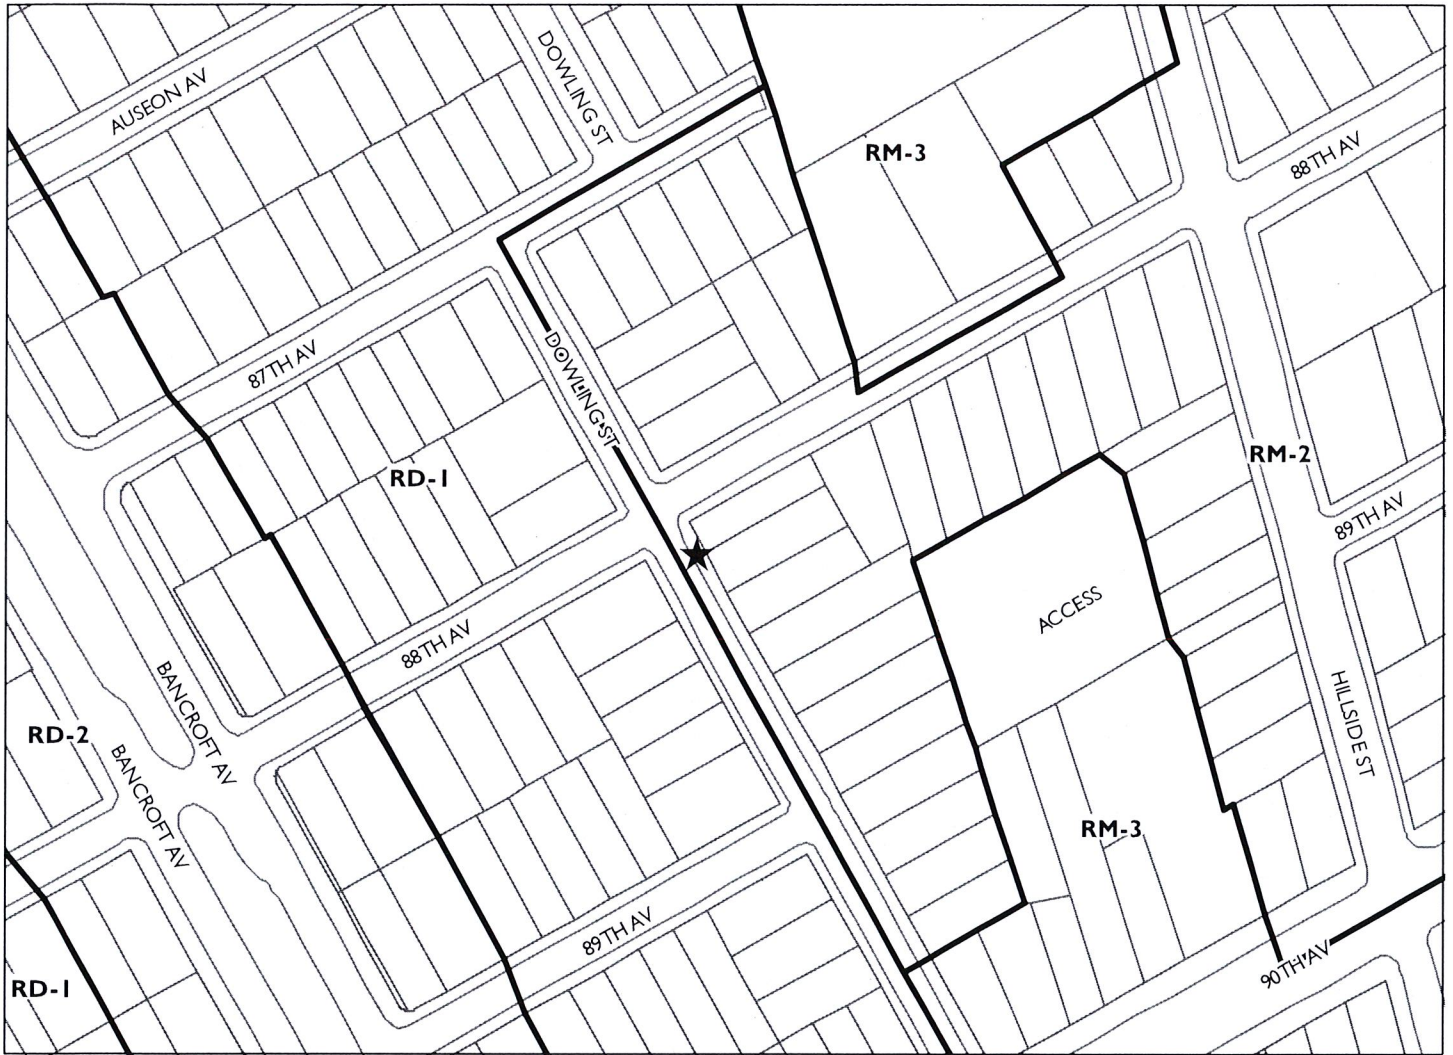 DOWLING ST
AUSEON AV
RM-3
88TH AV
87TH AV
DOWLING ST
RD-1
RM-2
89TH AV
ACCESS
88TH AV
BANCROFT AV
HILLSIDE ST
RD-2
BANCROFT AV
RM-3
89TH AV
90TH AV
RD-1